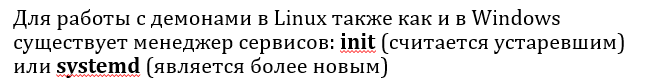 Для работы с демонами в Linux также как и в Windows
существует менеджер сервисов: init (считается устаревшим)
или systemd (является более новым)